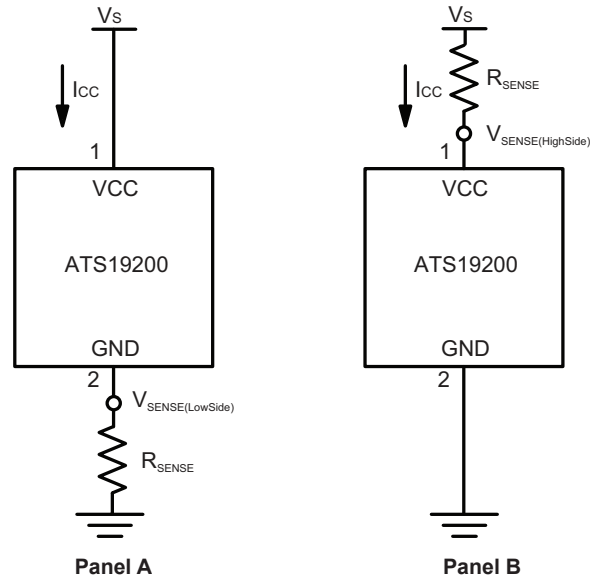 VS
ICC
1
VCC
ATS19200
GND
2
VSENSE(LowSide)
RSENSE
Panel A
VS
RSENSE
ICC
VSENSE(HighSide)
1
VCC
ATS19200
GND
2
Panel B